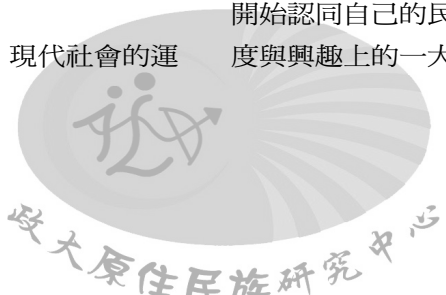 開始認同自己的民
現代社會的運
度與興趣上的一大
政大原住民族研究中心